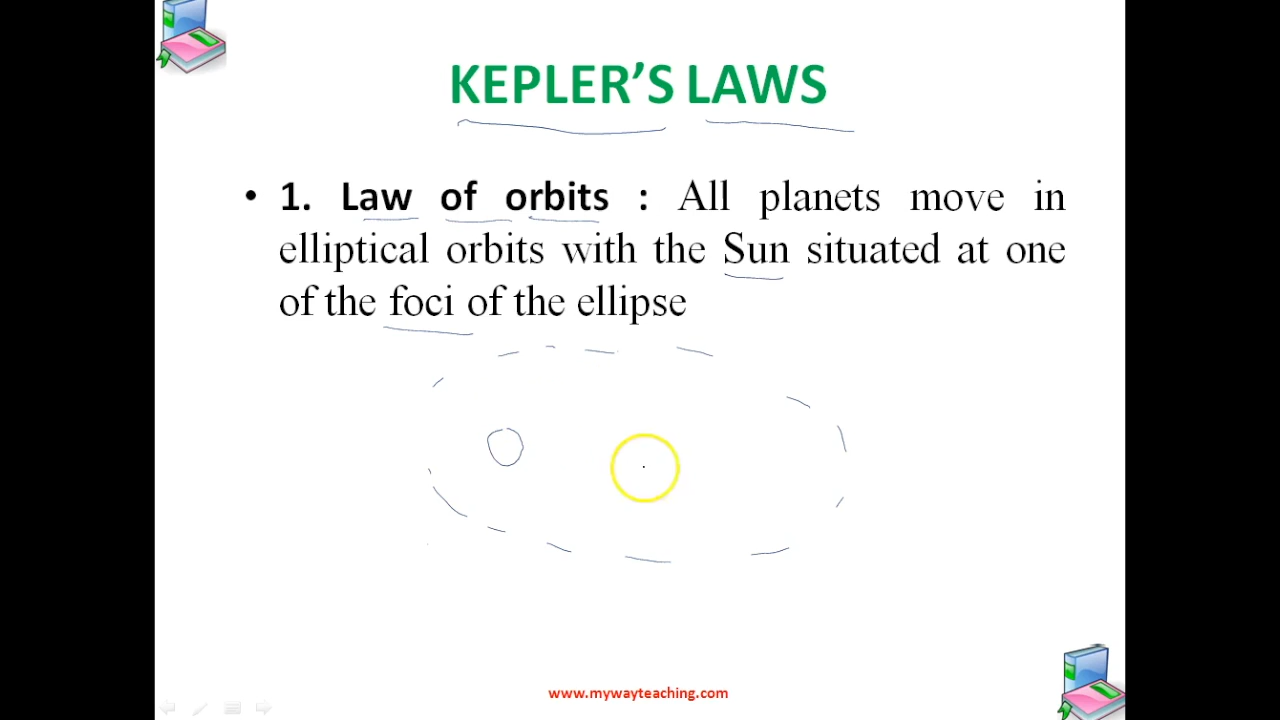 KEPLER’S LAWS
• 1. Law of orbits : All planets move in
elliptical orbits with the Sun situated at one
of the foci of the ellipse
www.mywayteaching.com